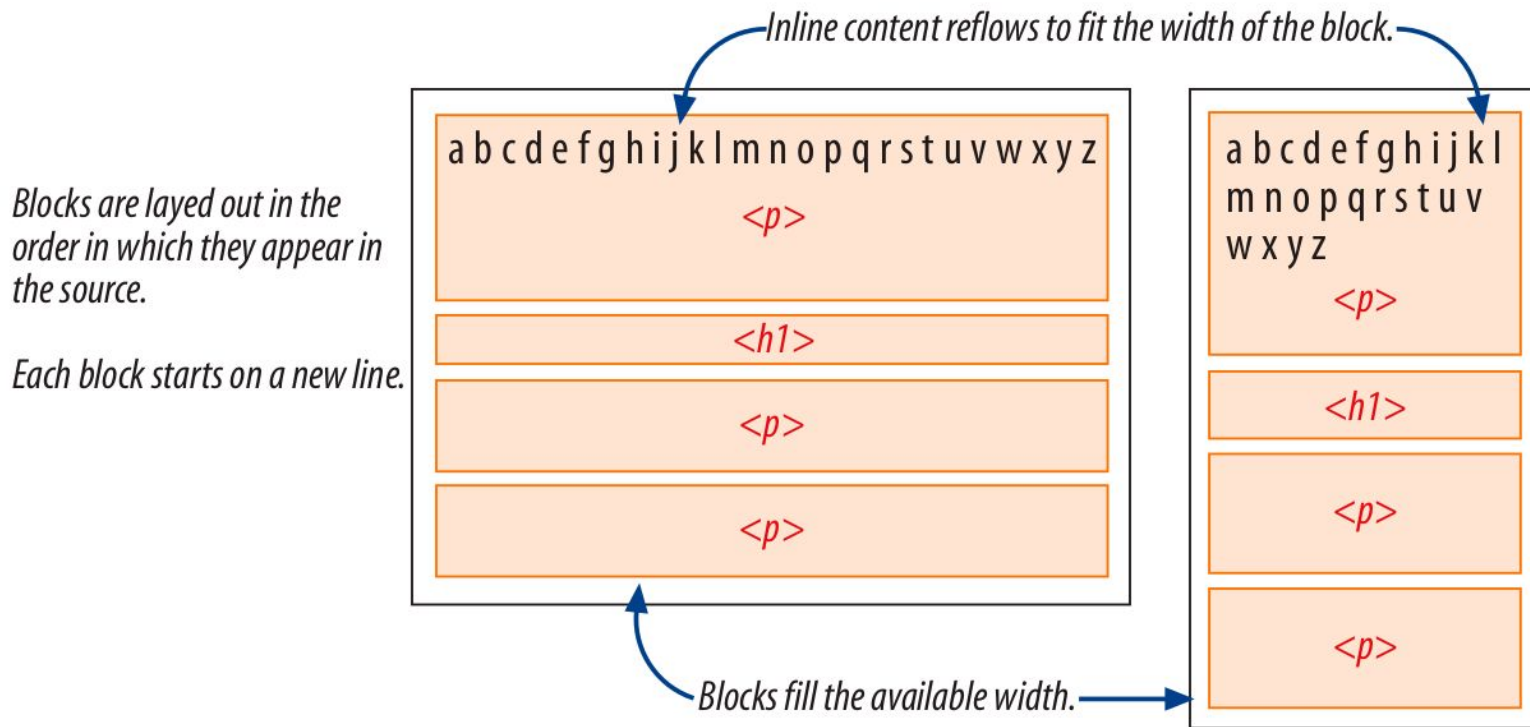 Inline content reflows to fit the width of the block.
Blocks are layed out in the
order in which they appear in
the source.
Each block starts on a new line.
a b c d e f g h i j k l m n o p q r s t u v w x y z
<p>
<h1>
<p>
<p>
a b c d e f g h i j k l
m n o p q r s t u v
w x y z
<p>
<h1>
<p>
<p>
Blocks fill the available width.